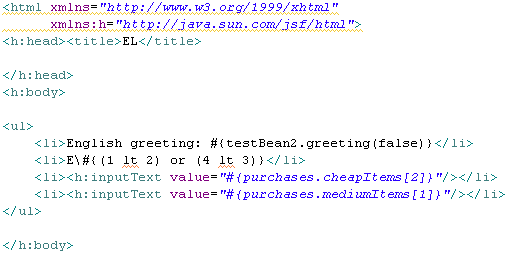 <html xmlns="http://www.w3.org/1999/xhtml"
xmlns:h="http://java.sun.com/jsf/html">
<h:head><title>EL</title>
</h:head>
<h:body>
<ul>
<li>English greeting: #{testBean2.greeting(false)}</li>
<li>E\#{(1 lt 2) or (4 lt 3)}</li>
<li><h:inputText value="#{purchases.cheapItems[2]}"/></li>
<li><h:inputText value="#{purchases.mediumItems[1]}"/></li>
</ul>
</h:body>